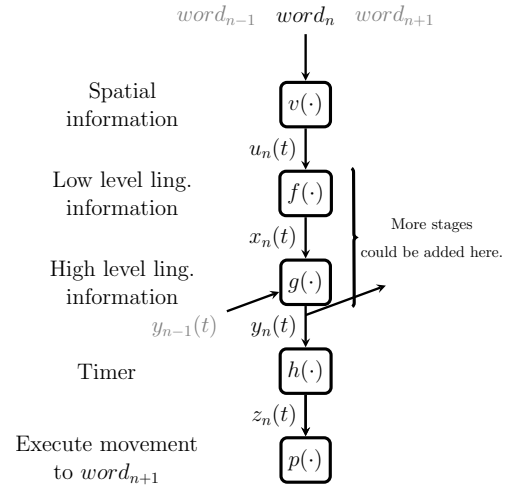 word_{n−1} word_n word_{n+1}
Spatial
information
v(·)
u_n(t)
Low level ling.
information
f(·)
x_n(t)
More stages
could be added here.
High level ling.
information
g(·)
y_{n−1}(t)
y_n(t)
Timer
h(·)
z_n(t)
Execute movement
to word_{n+1}
p(·)